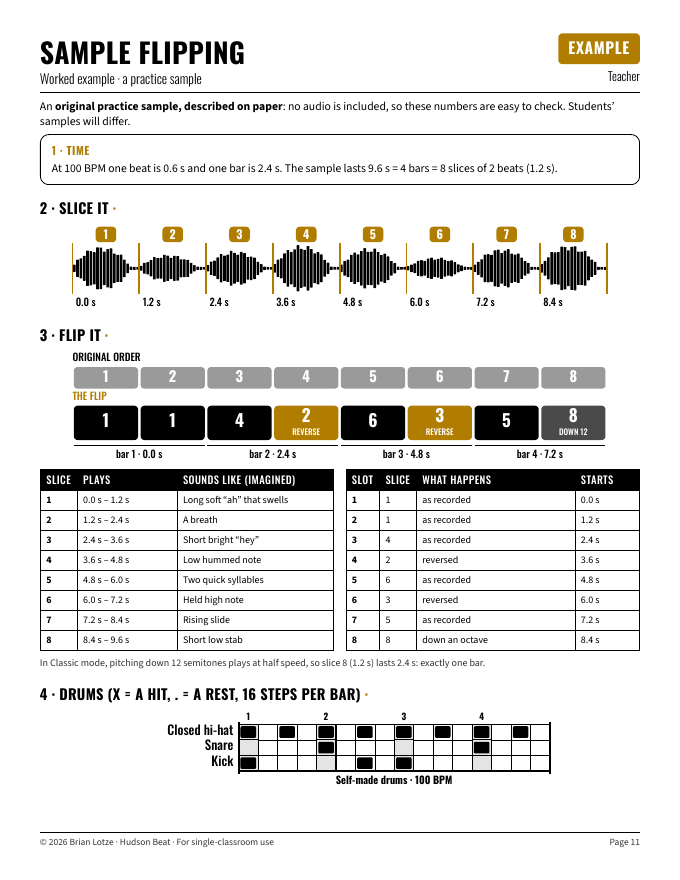 SAMPLE FLIPPING
EXAMPLE
Worked example · a practice sample
Teacher
An original practice sample, described on paper: no audio is included, so these numbers are easy to check. Students’
samples will differ.
1 · TIME
At 100 BPM one beat is 0.6 s and one bar is 2.4 s. The sample lasts 9.6 s = 4 bars = 8 slices of 2 beats (1.2 s).
2 · SLICE IT ·
1 2 3 4 5 6 7 8
0.0 s 1.2 s 2.4 s 3.6 s 4.8 s 6.0 s 7.2 s 8.4 s
3 · FLIP IT ·
ORIGINAL ORDER
1 2 3 4 5 6 7 8
THE FLIP
1 1 4 2 6 3 5 8
REVERSE REVERSE DOWN 12
bar 1 · 0.0 s bar 2 · 2.4 s bar 3 · 4.8 s bar 4 · 7.2 s
SLICE PLAYS SOUNDS LIKE (IMAGINED)
1 0.0 s – 1.2 s Long soft “ah” that swells
2 1.2 s – 2.4 s A breath
3 2.4 s – 3.6 s Short bright “hey”
4 3.6 s – 4.8 s Low hummed note
5 4.8 s – 6.0 s Two quick syllables
6 6.0 s – 7.2 s Held high note
7 7.2 s – 8.4 s Rising slide
8 8.4 s – 9.6 s Short low stab
SLOT SLICE WHAT HAPPENS STARTS
1 1 as recorded 0.0 s
2 1 as recorded 1.2 s
3 4 as recorded 2.4 s
4 2 reversed 3.6 s
5 6 as recorded 4.8 s
6 3 reversed 6.0 s
7 5 as recorded 7.2 s
8 8 down an octave 8.4 s
In Classic mode, pitching down 12 semitones plays at half speed, so slice 8 (1.2 s) lasts 2.4 s: exactly one bar.
4 · DRUMS (X = A HIT, . = A REST, 16 STEPS PER BAR) ·
1 2 3 4
Closed hi-hat
Snare
Kick
Self-made drums · 100 BPM
© 2026 Brian Lotze · Hudson Beat · For single-classroom use
Page 11